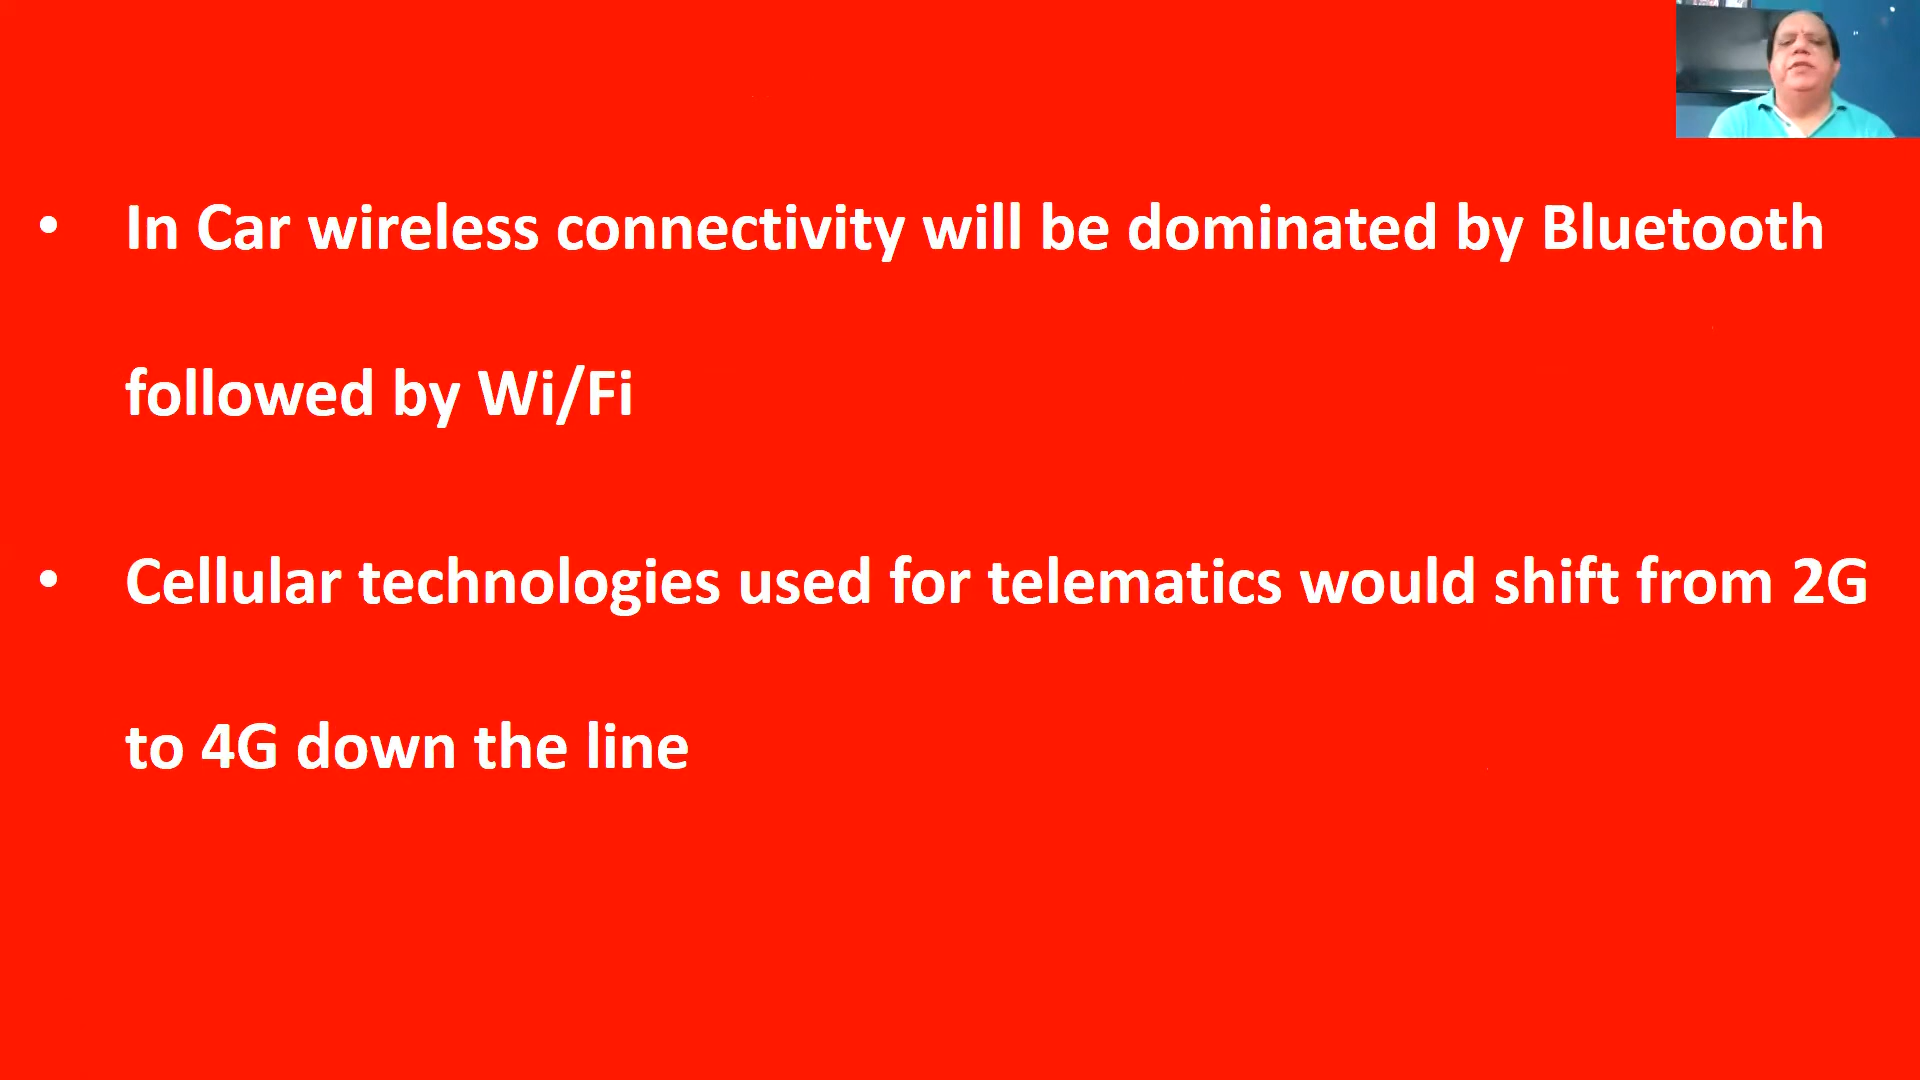 • In Car wireless connectivity will be dominated by Bluetooth
followed by Wi/Fi
• Cellular technologies used for telematics would shift from 2G
to 4G down the line